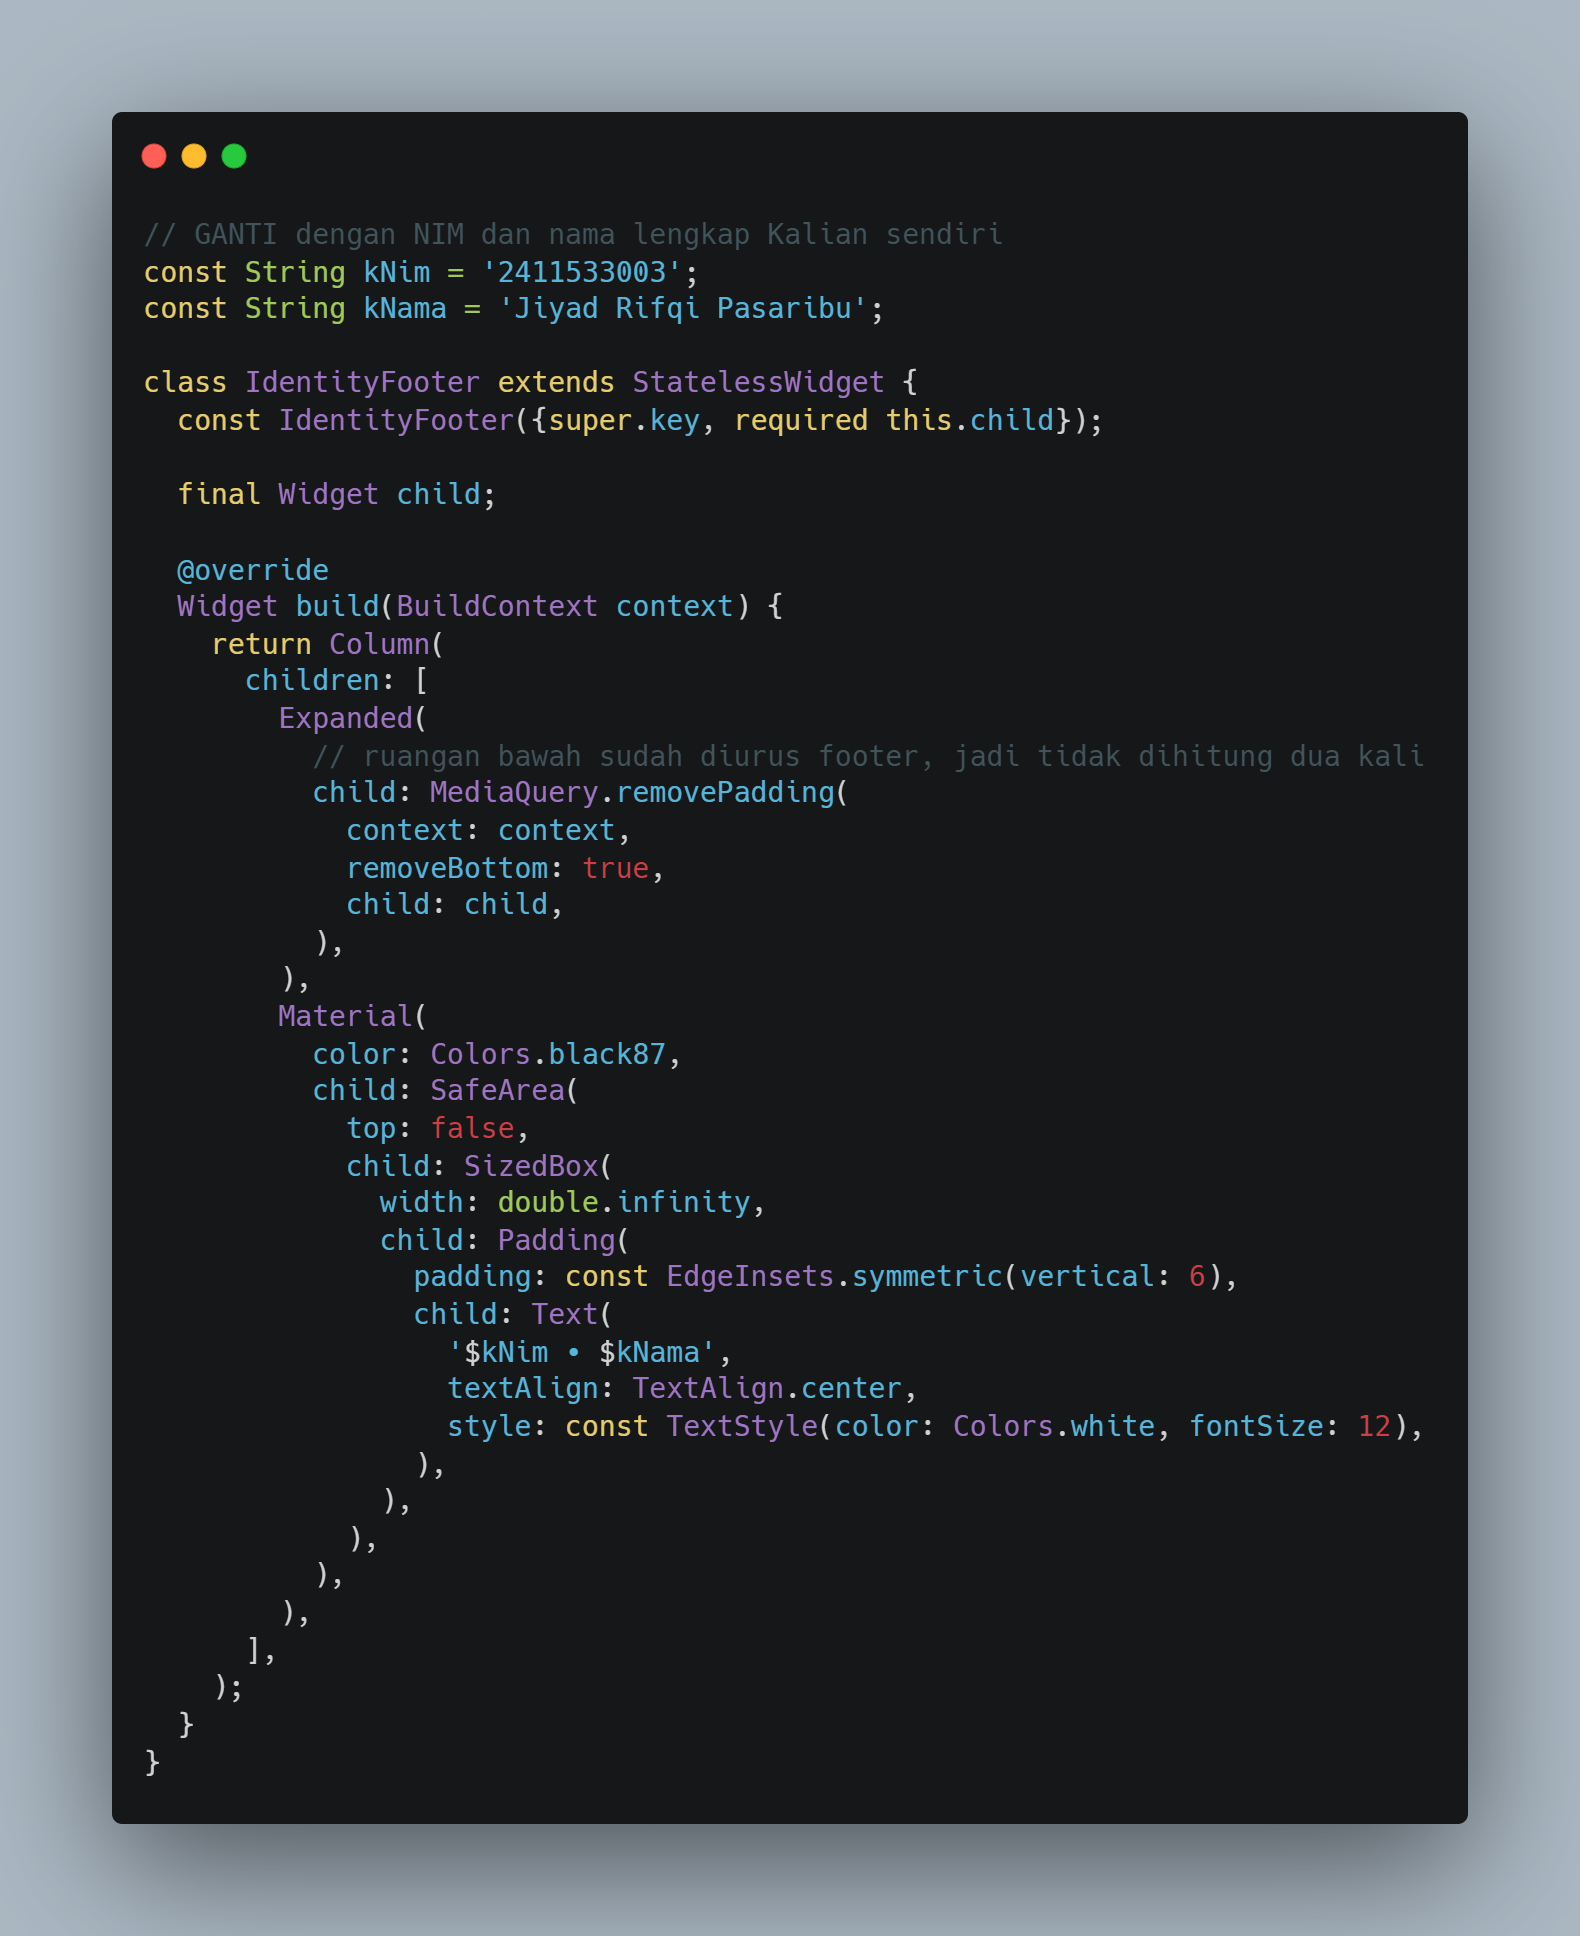 // GANTI dengan NIM dan nama lengkap Kalian sendiri
const String kNim = '2411533003';
const String kNama = 'Jiyad Rifqi Pasaribu';

class IdentityFooter extends StatelessWidget {
  const IdentityFooter({super.key, required this.child});

  final Widget child;

  @override
  Widget build(BuildContext context) {
    return Column(
      children: [
        Expanded(
          // ruangan bawah sudah diurus footer, jadi tidak dihitung dua kali
          child: MediaQuery.removePadding(
            context: context,
            removeBottom: true,
            child: child,
          ),
        ),
        Material(
          color: Colors.black87,
          child: SafeArea(
            top: false,
            child: SizedBox(
              width: double.infinity,
              child: Padding(
                padding: const EdgeInsets.symmetric(vertical: 6),
                child: Text(
                  '$kNim • $kNama',
                  textAlign: TextAlign.center,
                  style: const TextStyle(color: Colors.white, fontSize: 12),
                ),
              ),
            ),
          ),
        ),
      ],
    );
  }
}